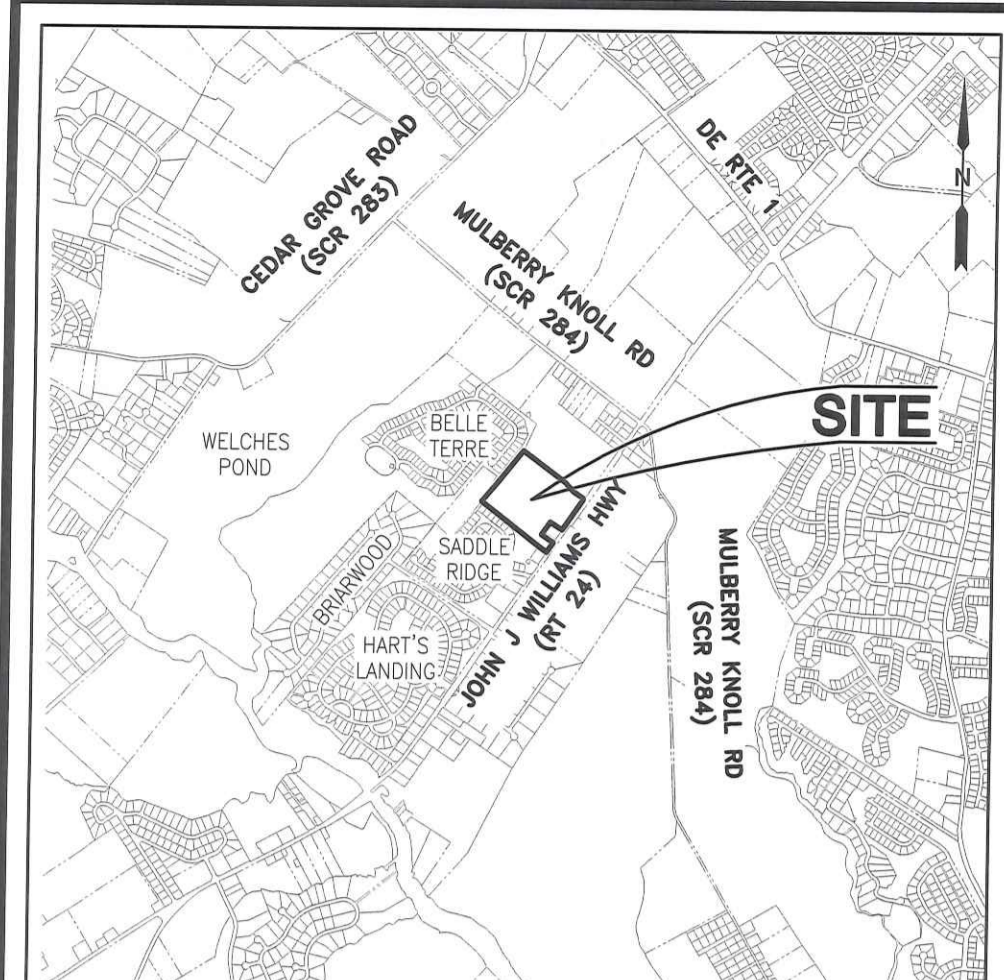 CEDAR GROVE ROAD
(SCR 283)
DE RTE 1
N
MULBERRY KNOLL RD
(SCR 284)
SITE
BELLE
TERRE
WELCHES
POND
SADDLE
RIDGE
BRIARWOOD
HART'S
LANDING
JOHN J WILLIAMS HWY
(RT 24)
MULBERRY KNOLL RD
(SCR 284)